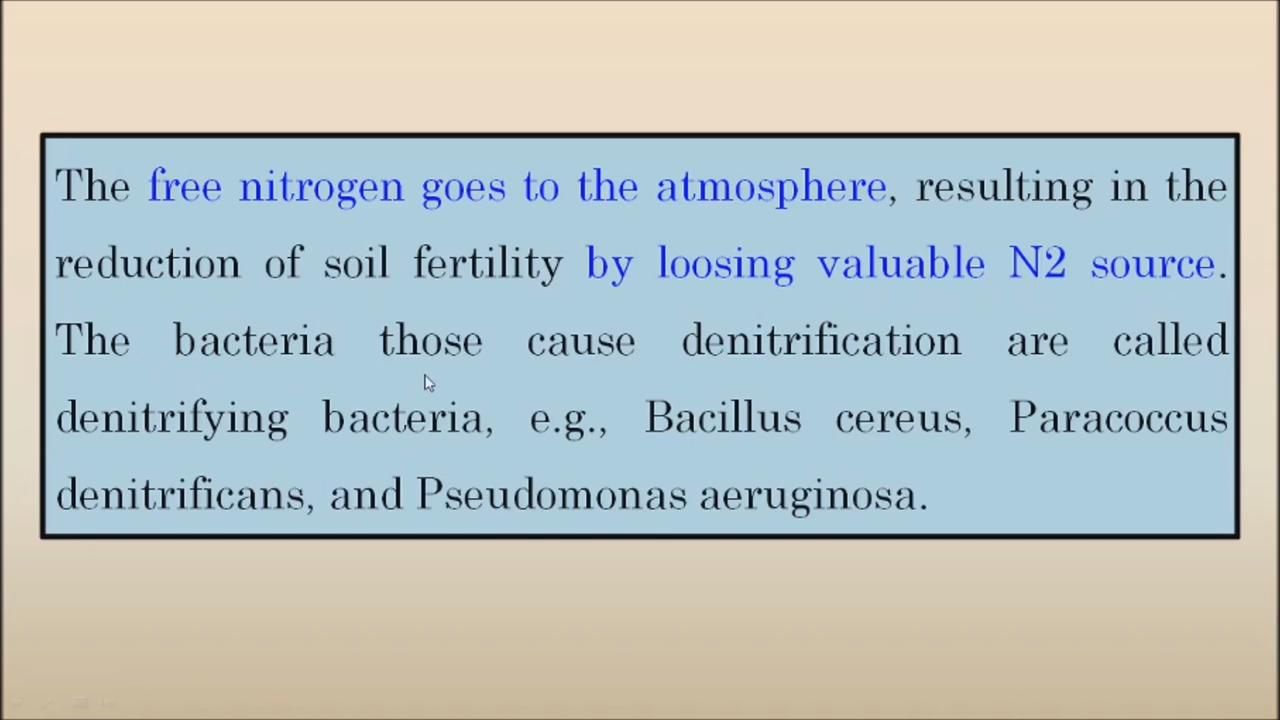 The free nitrogen goes to the atmosphere, resulting in the
reduction of soil fertility by loosing valuable N2 source.
The bacteria those cause denitrification are called
denitrifying bacteria, e.g., Bacillus cereus, Paracoccus
denitrificans, and Pseudomonas aeruginosa.